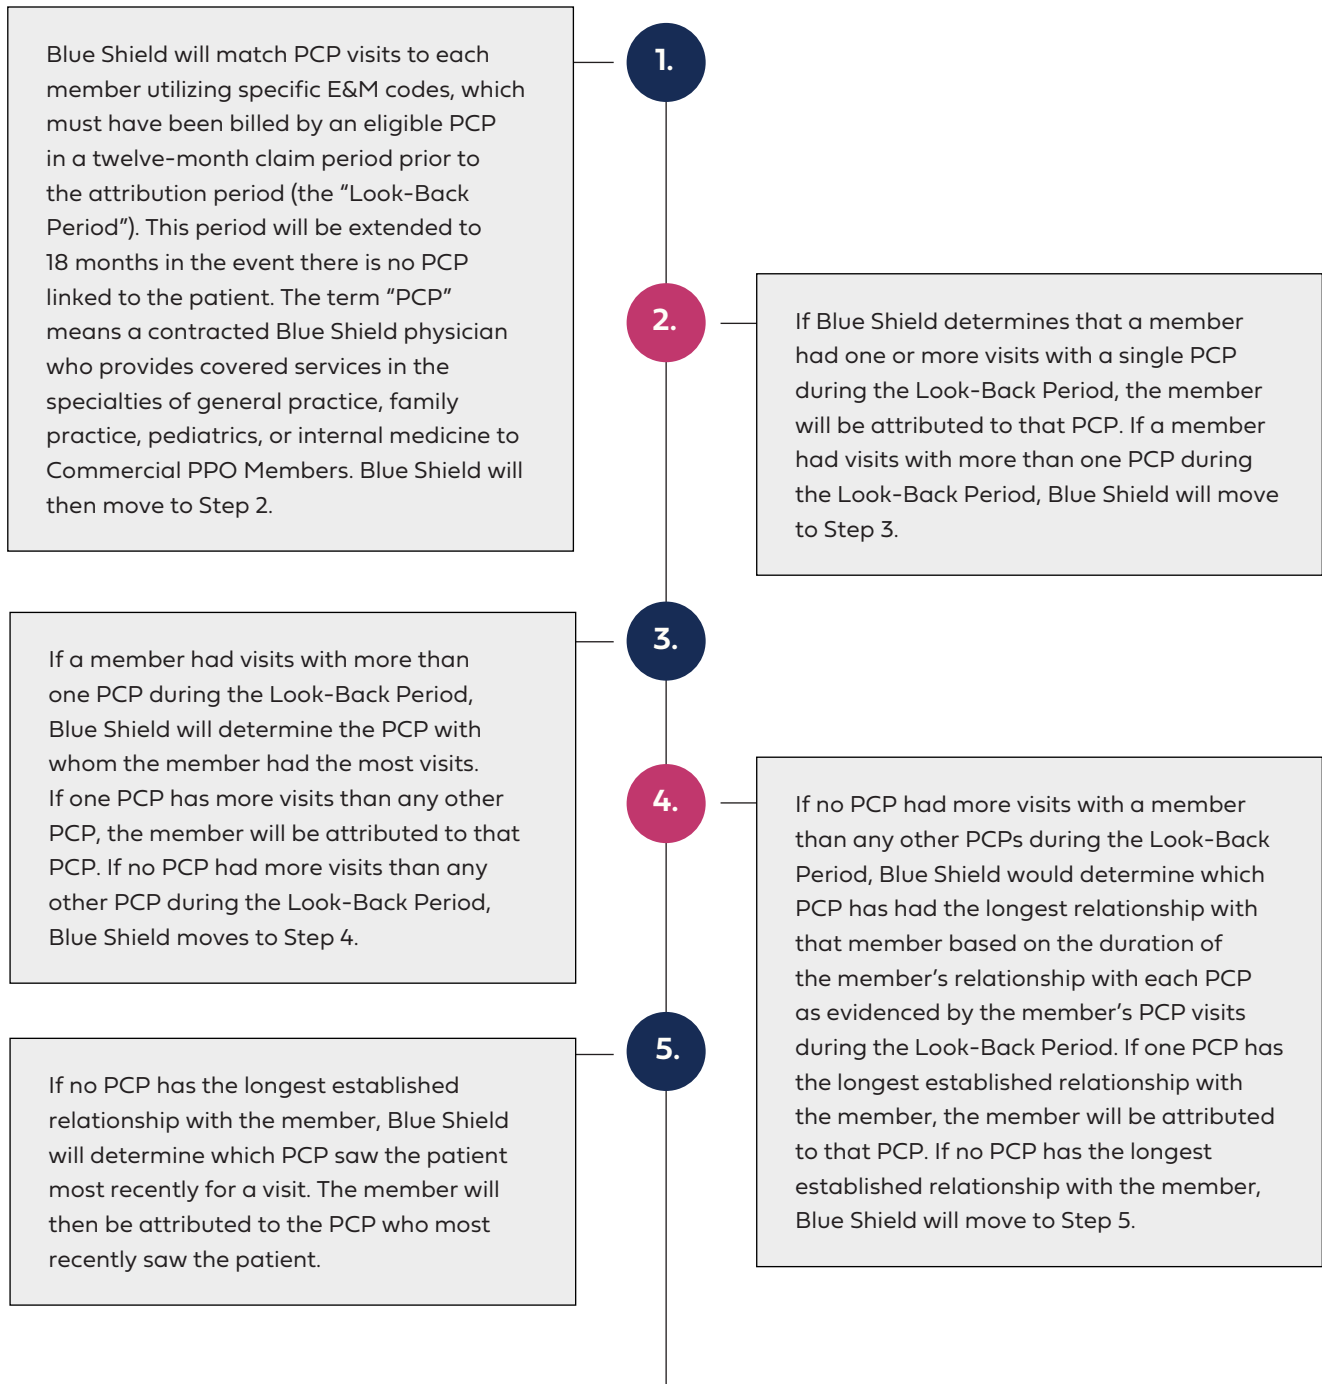 1.
Blue Shield will match PCP visits to each
member utilizing specific E&M codes, which
must have been billed by an eligible PCP
in a twelve-month claim period prior to
the attribution period (the “Look-Back
Period”). This period will be extended to
18 months in the event there is no PCP
linked to the patient. The term “PCP”
means a contracted Blue Shield physician
who provides covered services in the
specialties of general practice, family
practice, pediatrics, or internal medicine to
Commercial PPO Members. Blue Shield will
then move to Step 2.
2.
If Blue Shield determines that a member
had one or more visits with a single PCP
during the Look-Back Period, the member
will be attributed to that PCP. If a member
had visits with more than one PCP during
the Look-Back Period, Blue Shield will move
to Step 3.
3.
If a member had visits with more than
one PCP during the Look-Back Period,
Blue Shield will determine the PCP with
whom the member had the most visits.
If one PCP has more visits than any other
PCP, the member will be attributed to that
PCP. If no PCP had more visits than any
other PCP during the Look-Back Period,
Blue Shield moves to Step 4.
4.
If no PCP had more visits with a member
than any other PCPs during the Look-Back
Period, Blue Shield would determine which
PCP has had the longest relationship with
that member based on the duration of
the member’s relationship with each PCP
as evidenced by the member’s PCP visits
during the Look-Back Period. If one PCP has
the longest established relationship with
the member, the member will be attributed
to that PCP. If no PCP has the longest
established relationship with the member,
Blue Shield will move to Step 5.
5.
If no PCP has the longest established
relationship with the member, Blue Shield
will determine which PCP saw the patient
most recently for a visit. The member will
then be attributed to the PCP who most
recently saw the patient.